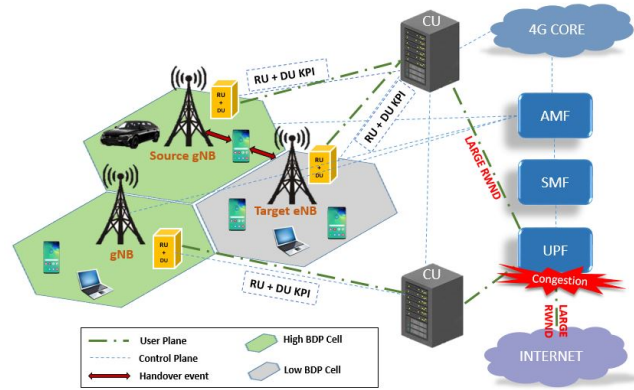 CU
4G CORE
RU + DU KPI
RU
+
DU
AMF
Source gNB
RU + DU KPI
RU
+
DU
LARGE RWND
SMF
Target eNB
gNB
RU
+
DU
UPF
CU
Congestion
RU + DU KPI
LARGE
RWND
INTERNET
User Plane
High BDP Cell
Control Plane
Handover event
Low BDP Cell